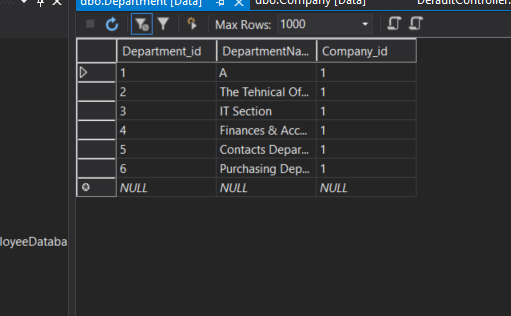 dbo.Department [Data] dbo.Company [Data] DefaultController.
Max Rows: 1000
Department_id DepartmentNa... Company_id
1 A 1
2 The Tehnical Of... 1
3 IT Section 1
4 Finances & Acc... 1
5 Contacts Depar... 1
6 Purchasing Dep... 1
NULL NULL NULL
loyeeDataba